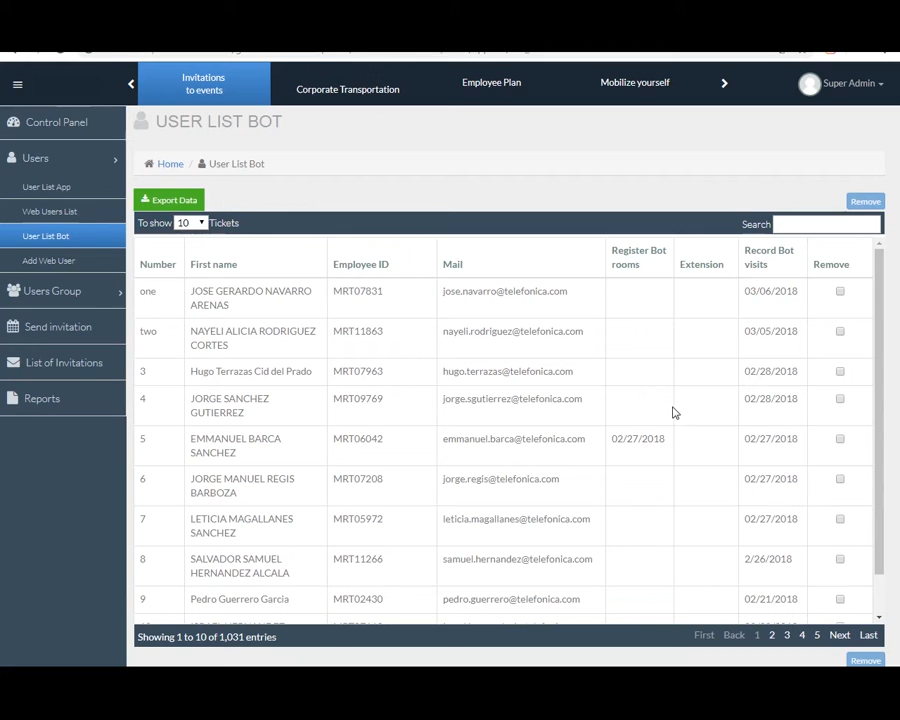 Invitations to events Corporate Transportation Employee Plan Mobilize yourself Super Admin
Control Panel
USER LIST BOT
Users
Home / User List Bot
User List App
Web Users List
User List Bot
Add Web User
Users Group
Send invitation
List of Invitations
Reports
Export Data Remove
To show 10 Tickets Search
Number First name Employee ID Mail Register Bot rooms Extension Record Bot visits Remove
one JOSE GERARDO NAVARRO ARENAS MRT07831 jose.navarro@telefonica.com 03/06/2018
two NAYELI ALICIA RODRIGUEZ CORTES MRT11863 nayeli.rodriguez@telefonica.com 03/05/2018
3 Hugo Terrazas Cid del Prado MRT07963 hugo.terrazas@telefonica.com 02/28/2018
4 JORGE SANCHEZ GUTIERREZ MRT09769 jorge.sgutierrez@telefonica.com 02/28/2018
5 EMMANUEL BARCA SANCHEZ MRT06042 emmanuel.barca@telefonica.com 02/27/2018 02/27/2018
6 JORGE MANUEL REGIS BARBOZA MRT07208 jorge.regis@telefonica.com 02/27/2018
7 LETICIA MAGALLANES SANCHEZ MRT05972 leticia.magallanes@telefonica.com 02/27/2018
8 SALVADOR SAMUEL HERNANDEZ ALCALA MRT11266 samuel.hernandez@telefonica.com 2/26/2018
9 Pedro Guerrero Garcia MRT02430 pedro.guerrero@telefonica.com 02/21/2018
Showing 1 to 10 of 1,031 entries First Back 1 2 3 4 5 Next Last
Remove